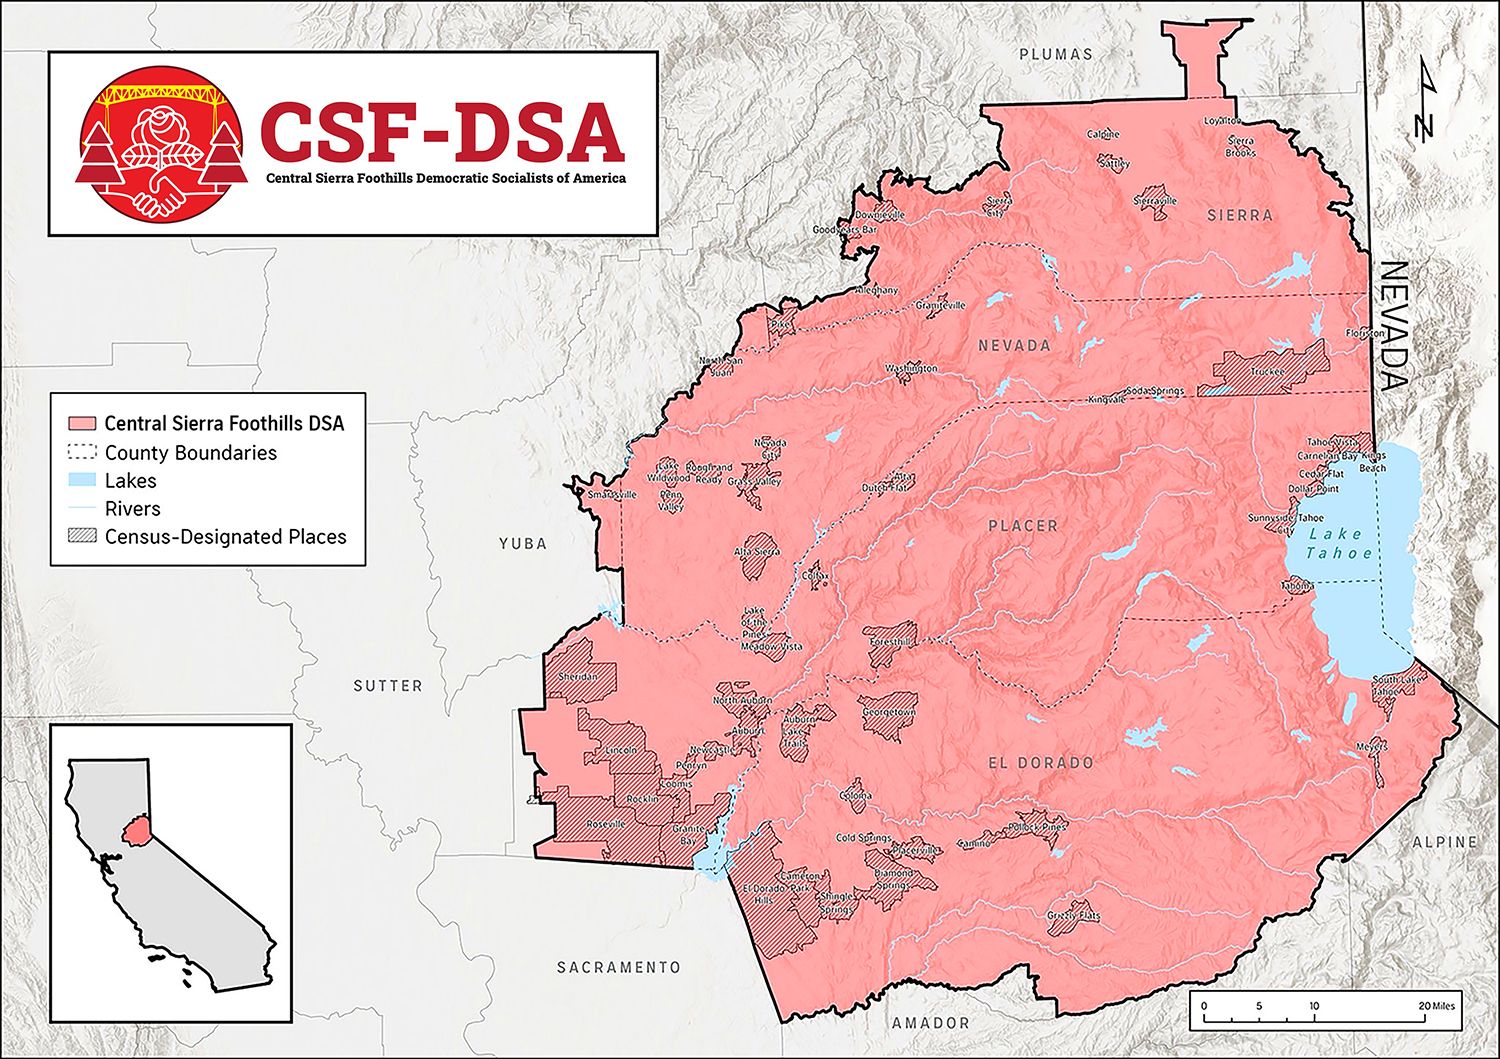 CSF-DSA
Central Sierra Foothills Democratic Socialists of America
Central Sierra Foothills DSA
County Boundaries
Lakes
Rivers
Census-Designated Places
PLUMAS
N
Calpine
Loyalton
Sierra
Brooks
Sattley
Sierraville
Sierra
City
Downieville
Goodyears Bar
SIERRA
Alleghany
Graniteville
Pike
NEVADA
NEVADA
Floriston
North San
Juan
Washington
Truckee
Soda Springs
Kingvale
Nevada
City
Lake
Wildwood
Rough and
Ready
Grass Valley
Penn
Valley
Smartsville
Alta
Dutch Flat
Tahoe Vista
Carnelian Bay
Kings
Beach
Cedar Flat
Dollar Point
Sunnyside-Tahoe
City
Lake
Tahoe
PLACER
YUBA
Alta Sierra
Colfax
Tahoma
Lake
of the
Pines
Meadow Vista
Foresthill
SUTTER
Sheridan
North Auburn
Auburn
Auburn
Lake
Trails
Georgetown
South Lake
Tahoe
Meyers
Lincoln
Newcastle
Penryn
Loomis
Rocklin
Roseville
Granite
Bay
EL DORADO
Coloma
Cold Springs
Placerville
Camino
Pollock Pines
Diamond
Springs
Cameron
Park
El Dorado
Hills
Shingle
Springs
Grizzly Flats
ALPINE
SACRAMENTO
AMADOR
0 5 10 20 Miles